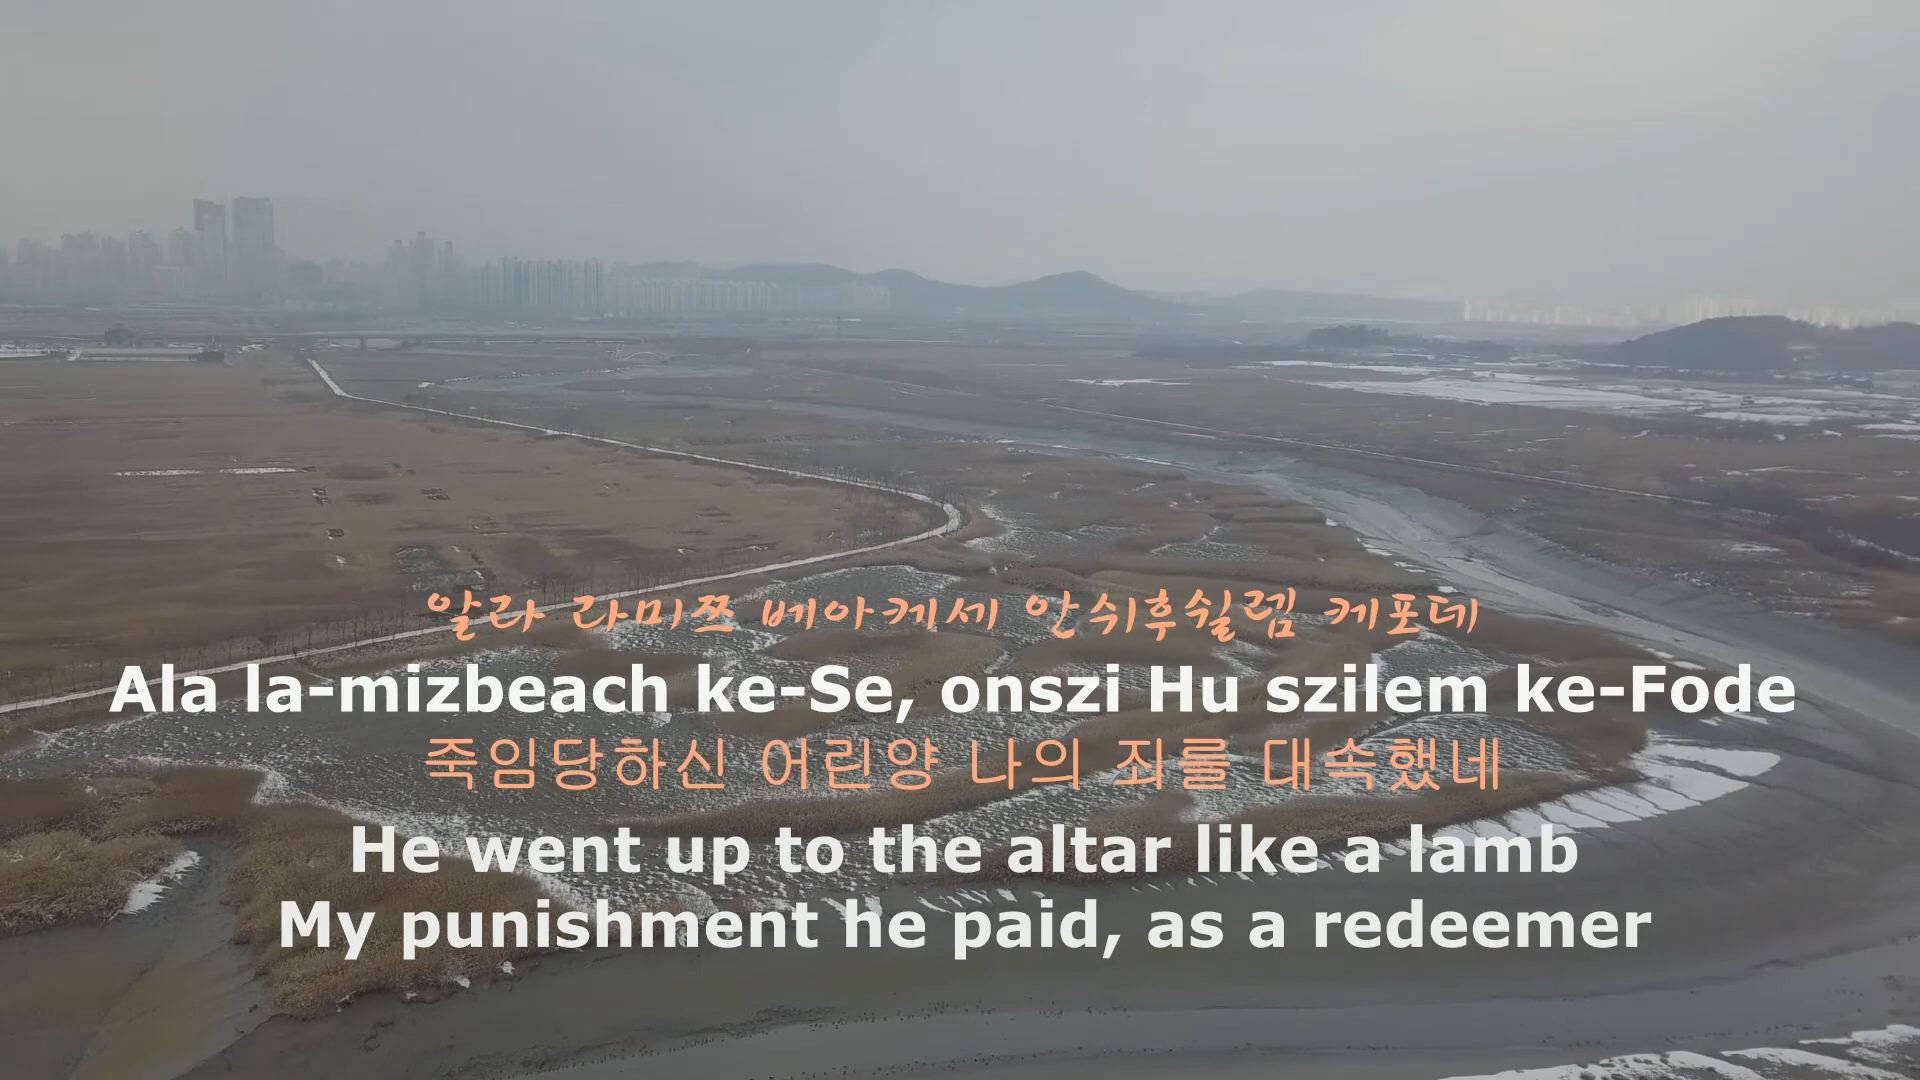 알라 라미쯔 베아케세 안쉬후쉴렘 케포데
Ala la-mizbeach ke-Se, onszi Hu szilem ke-Fode
죽임당하신 어린양 나의 죄를 대속했네
He went up to the altar like a lamb
My punishment he paid, as a redeemer